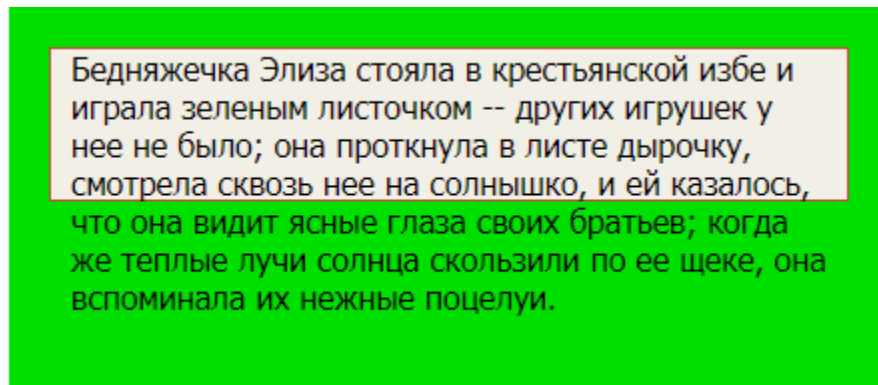 Бедняжечка Элиза стояла в крестьянской избе и
играла зеленым листочком -- других игрушек у
нее не было; она проткнула в листе дырочку,
смотрела сквозь нее на солнышко, и ей казалось,
что она видит ясные глаза своих братьев; когда
же теплые лучи солнца скользили по ее щеке, она
вспоминала их нежные поцелуи.